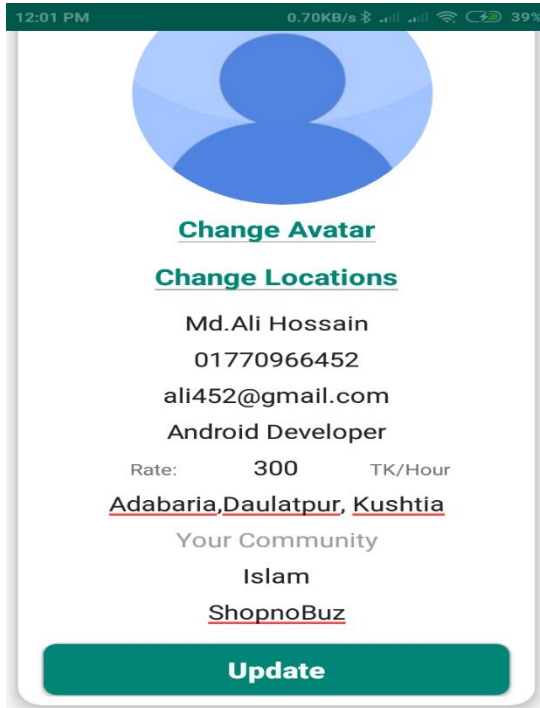 12:01 PM 0.70KB/s 39%
Change Avatar
Change Locations
Md.Ali Hossain
01770966452
ali452@gmail.com
Android Developer
Rate: 300 TK/Hour
Adabaria,Daulatpur, Kushtia
Your Community
Islam
ShopnoBuz
Update